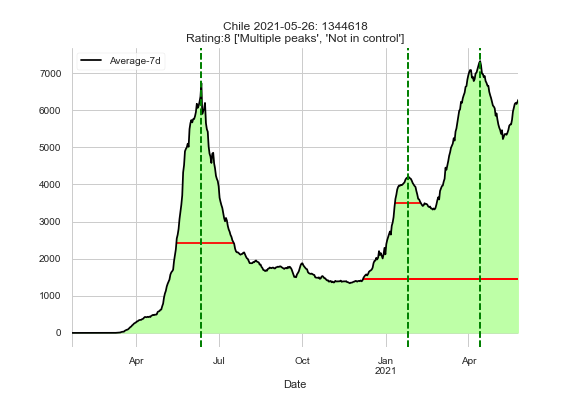 Chile 2021-05-26: 1344618
Rating:8 ['Multiple peaks', 'Not in control']
Average-7d
7000
6000
5000
4000
3000
2000
1000
0
Apr
Jul
Oct
Jan
2021
Apr
Date